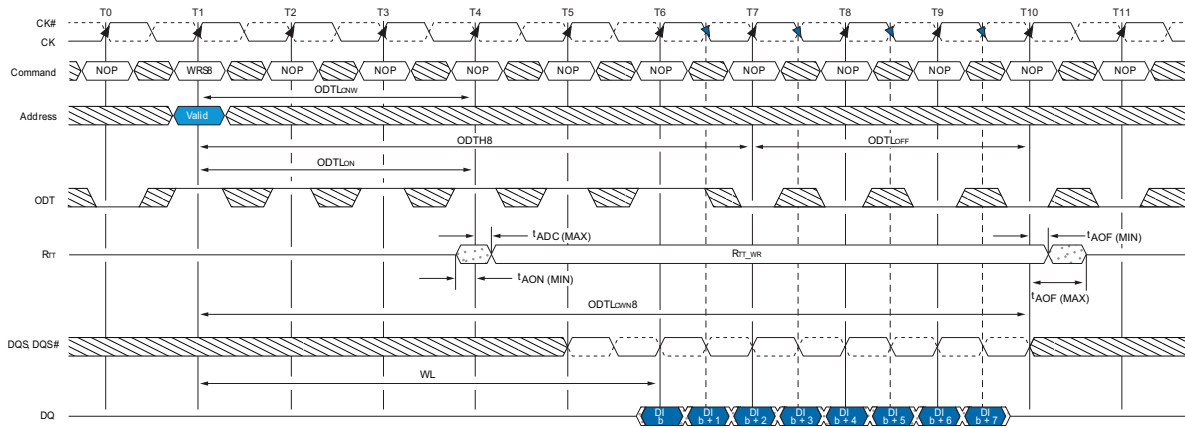 T0 T1 T2 T3 T4 T5 T6 T7 T8 T9 T10 T11
CK#
CK
Command NOP WRS8 NOP NOP NOP NOP NOP NOP NOP NOP NOP NOP
ODTLCNW
Address Valid
ODTH8 ODTLOFF
ODTLON
ODT
tADC (MAX) tAOF (MIN)
RTT RTT_WR
tAON (MIN) tAOF (MAX)
ODTLCWN8
DQS, DQS#
WL
DQ DI b DI b + 1 DI b + 2 DI b + 3 DI b + 4 DI b + 5 DI b + 6 DI b + 7